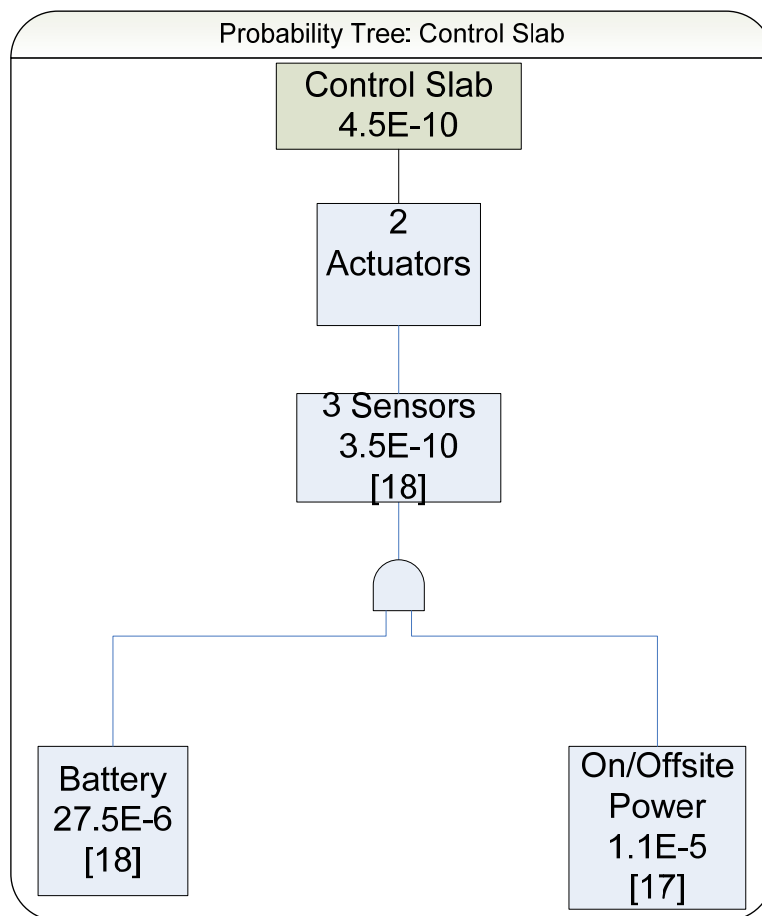 Probability Tree: Control Slab
Control Slab
4.5E-10
2
Actuators
3 Sensors
3.5E-10
[18]
Battery
27.5E-6
[18]
On/Offsite
Power
1.1E-5
[17]